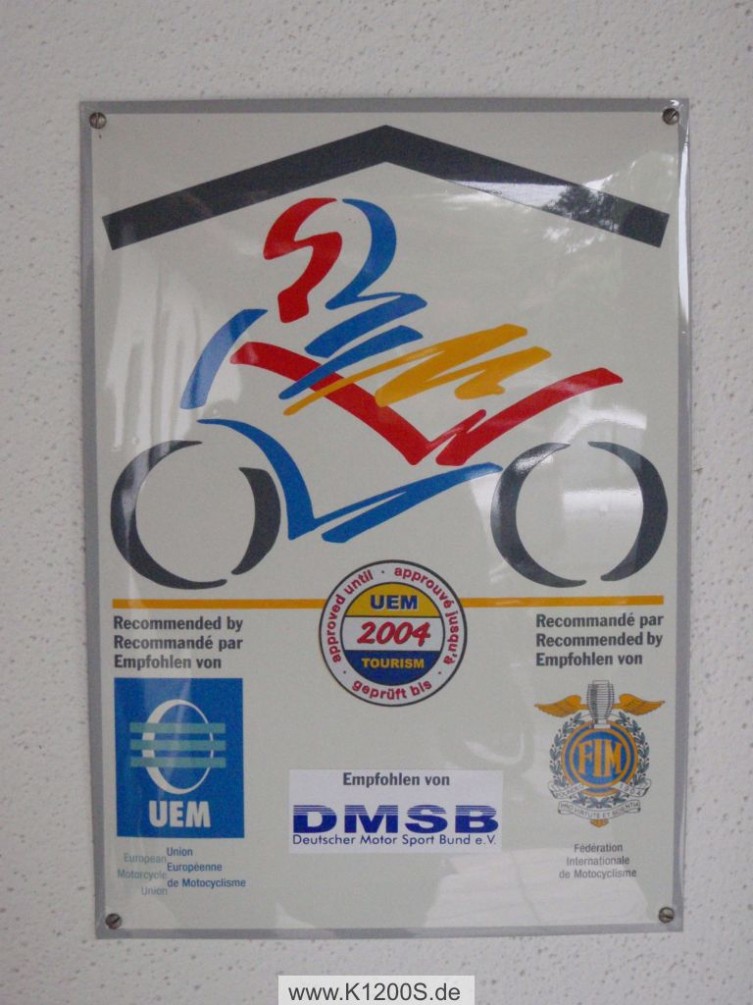 approved until · approuvé jusqu'à · geprüft bis ·
UEM
2004
TOURISM
Recommended by
Recommandé par
Empfohlen von
UEM
European
Motorcycle
Union
Union
Européenne
de Motocyclisme
Empfohlen von
DMSB
Deutscher Motor Sport Bund e.V.
Recommandé par
Recommended by
Empfohlen von
FIM
Fédération
Internationale
de Motocyclisme
www.K1200S.de